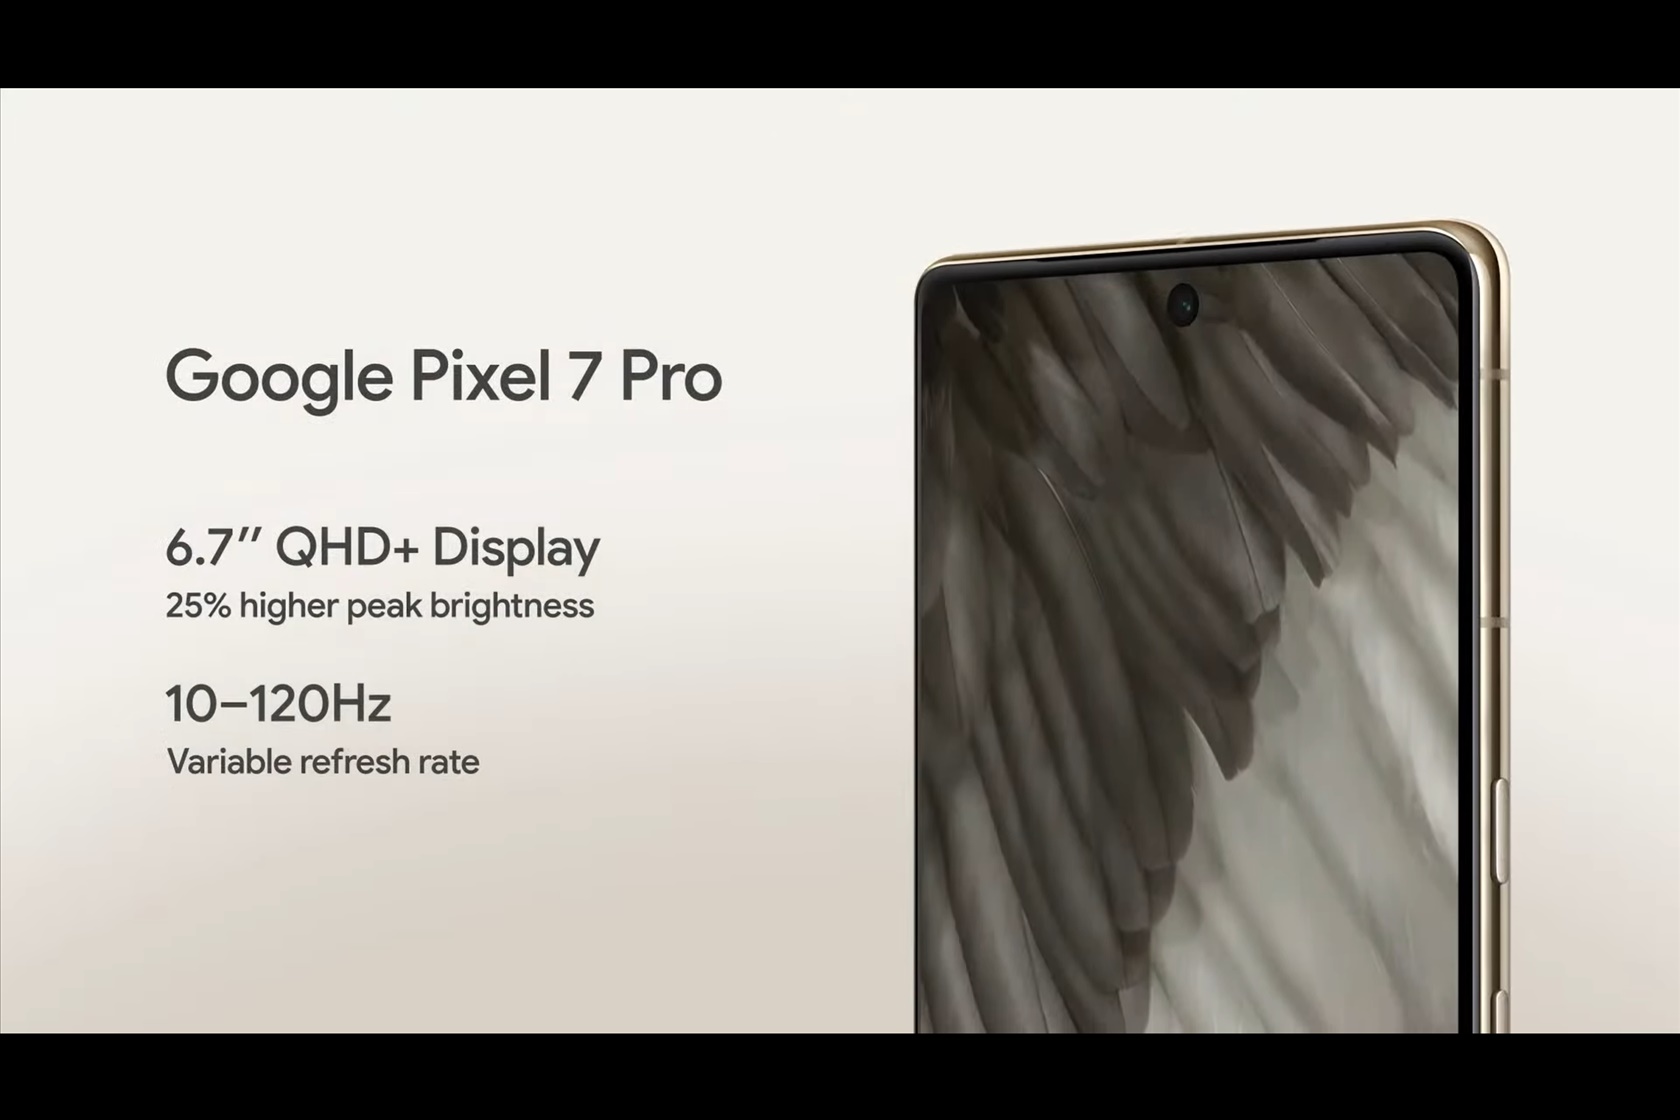 Google Pixel 7 Pro
6.7″ QHD+ Display
25% higher peak brightness
10–120Hz
Variable refresh rate